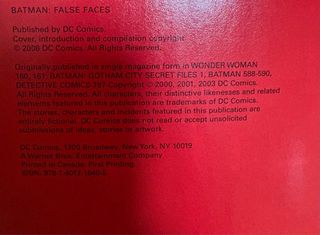 BATMAN: FALSE FACES
Published by DC Comics.
Cover, introduction and compilation copyright
© 2008 DC Comics. All Rights Reserved.
Originally published in single magazine form in WONDER WOMAN
160, 161; BATMAN: GOTHAM CITY SECRET FILES 1, BATMAN 588-590,
DETECTIVE COMICS 787 Copyright © 2000, 2001, 2003 DC Comics.
All Rights Reserved. All characters, their distinctive likenesses and related
elements featured in this publication are trademarks of DC Comics.
The stories, characters and incidents featured in this publication are
entirely fictional. DC Comics does not read or accept unsolicited
submissions of ideas, stories or artwork.
DC Comics, 1700 Broadway, New York, NY 10019
A Warner Bros. Entertainment Company
Printed in Canada. First Printing.
ISBN: